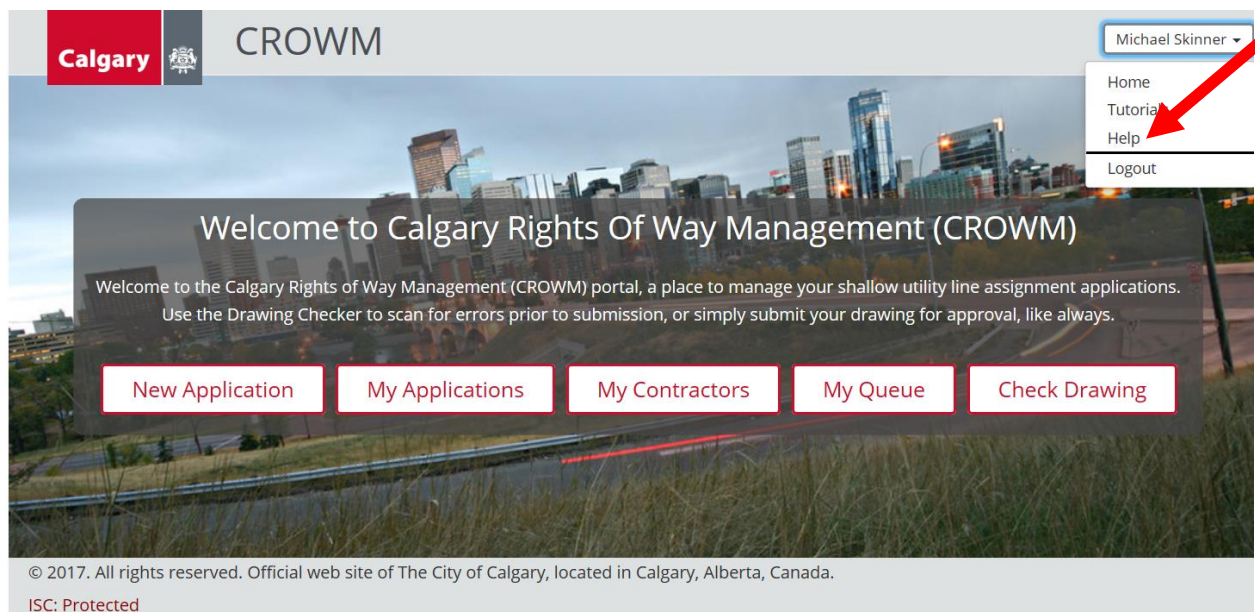 Calgary
CROWM
Michael Skinner
Home
Help
Logout
Welcome to Calgary Rights Of Way Management (CROWM)
Welcome to the Calgary Rights of Way Management (CROWM) portal, a place to manage your shallow utility line assignment applications.
Use the Drawing Checker to scan for errors prior to submission, or simply submit your drawing for approval, like always.
New Application
My Applications
My Contractors
My Queue
Check Drawing
© 2017. All rights reserved. Official web site of The City of Calgary, located in Calgary, Alberta, Canada.
ISC: Protected